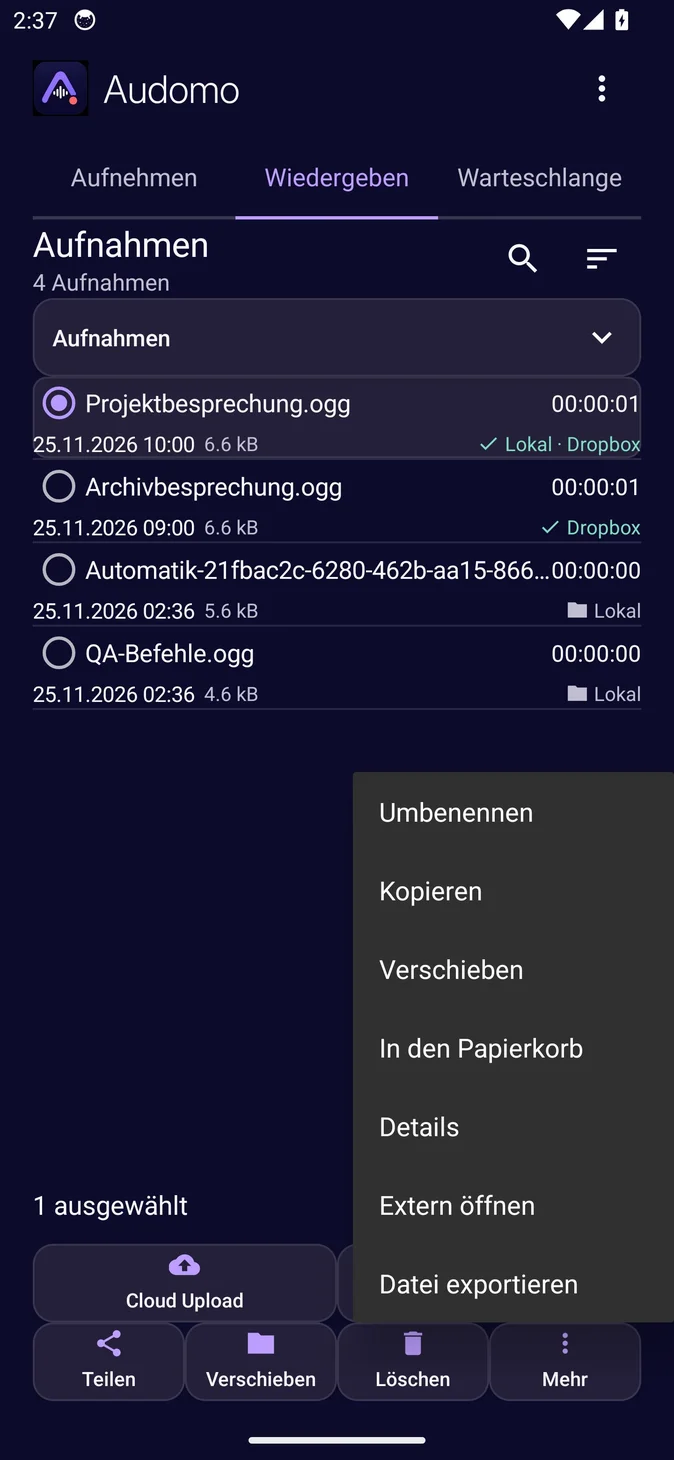 2:37
Audomo
Aufnehmen Wiedergeben Warteschlange
Aufnahmen
4 Aufnahmen
Aufnahmen
Projektbesprechung.ogg 00:00:01
25.11.2026 10:00 6.6 kB Lokal · Dropbox
Archivbesprechung.ogg 00:00:01
25.11.2026 09:00 6.6 kB Dropbox
Automatik-21fbac2c-6280-462b-aa15-866... 00:00:00
25.11.2026 02:36 5.6 kB Lokal
QA-Befehle.ogg 00:00:00
25.11.2026 02:36 4.6 kB Lokal
Umbenennen
Kopieren
Verschieben
In den Papierkorb
Details
1 ausgewählt
Extern öffnen
Datei exportieren
Cloud Upload
Teilen Verschieben Löschen Mehr